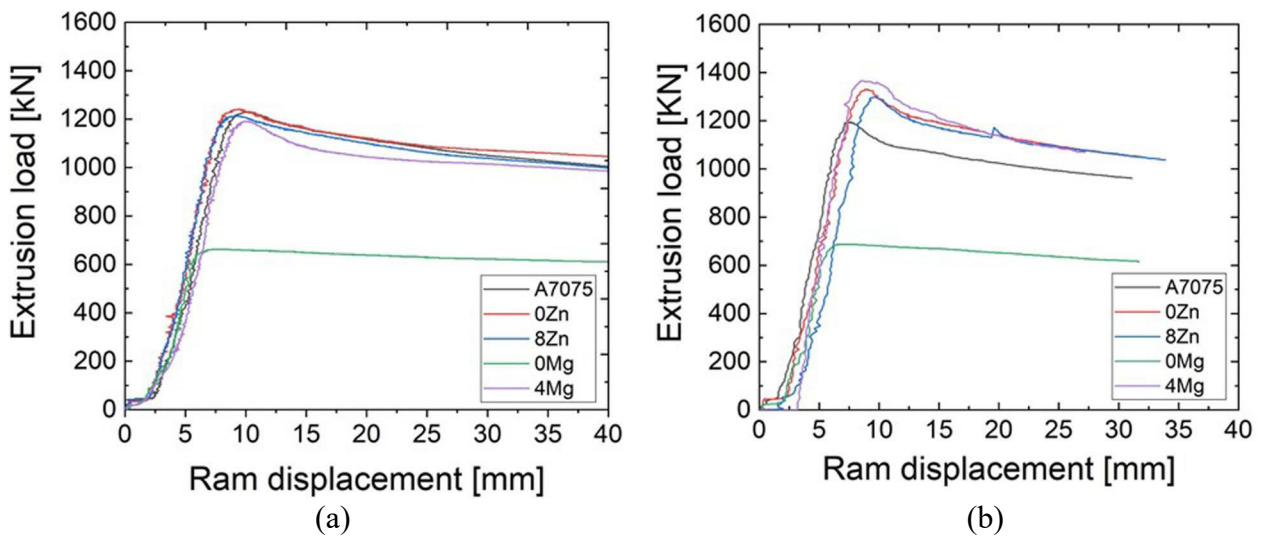 Extrusion load [kN]
1600
1400
1200
1000
800
600
400
200
0
0 5 10 15 20 25 30 35 40
Ram displacement [mm]
A7075
0Zn
8Zn
0Mg
4Mg
(a)
Extrusion load [KN]
1600
1400
1200
1000
800
600
400
200
0
0 5 10 15 20 25 30 35 40
Ram displacement [mm]
A7075
0Zn
8Zn
0Mg
4Mg
(b)